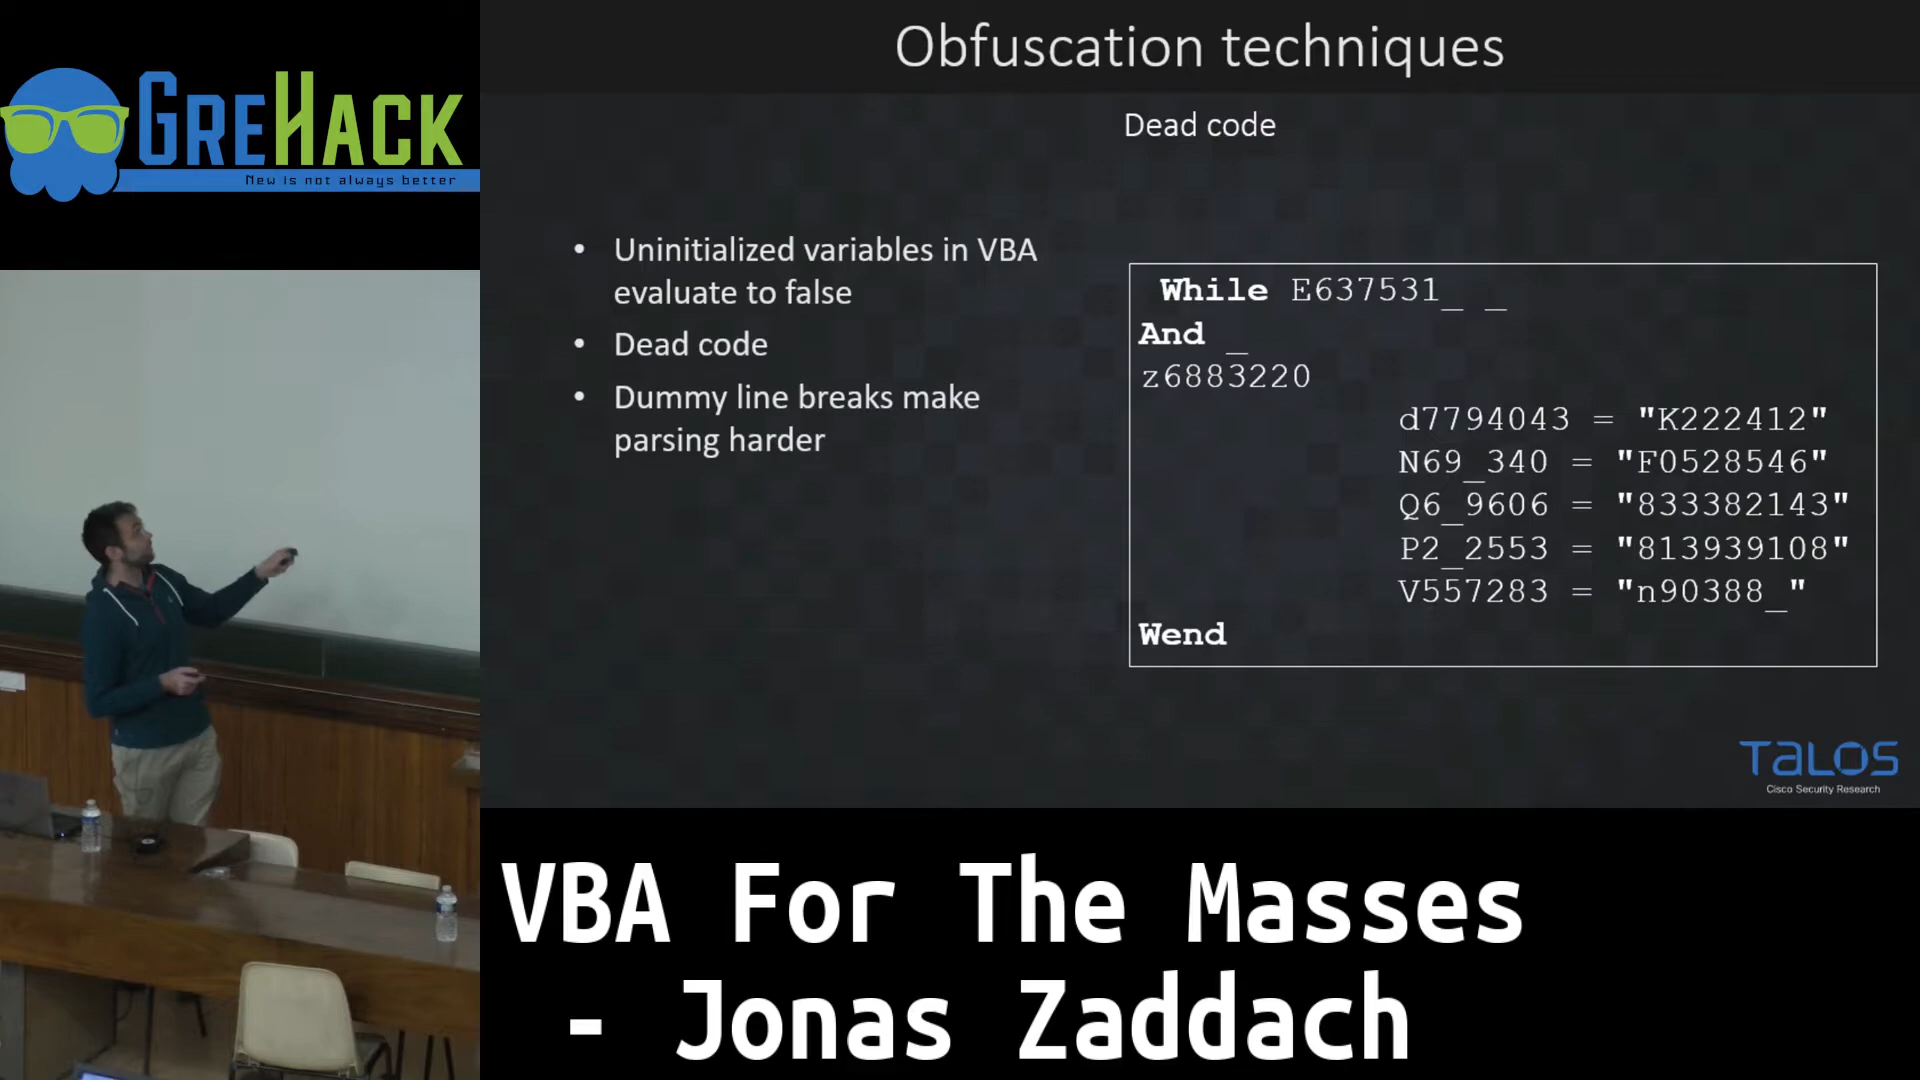 GREHACK
New is not always better
Obfuscation techniques
Dead code
• Uninitialized variables in VBA
evaluate to false
• Dead code
• Dummy line breaks make
parsing harder
While E637531_ _
And _
z6883220
d7794043 = "K222412"
N69_340 = "F0528546"
Q6_9606 = "833382143"
P2_2553 = "813939108"
V557283 = "n90388_"
Wend
TALOS
Cisco Security Research
VBA For The Masses
- Jonas Zaddach